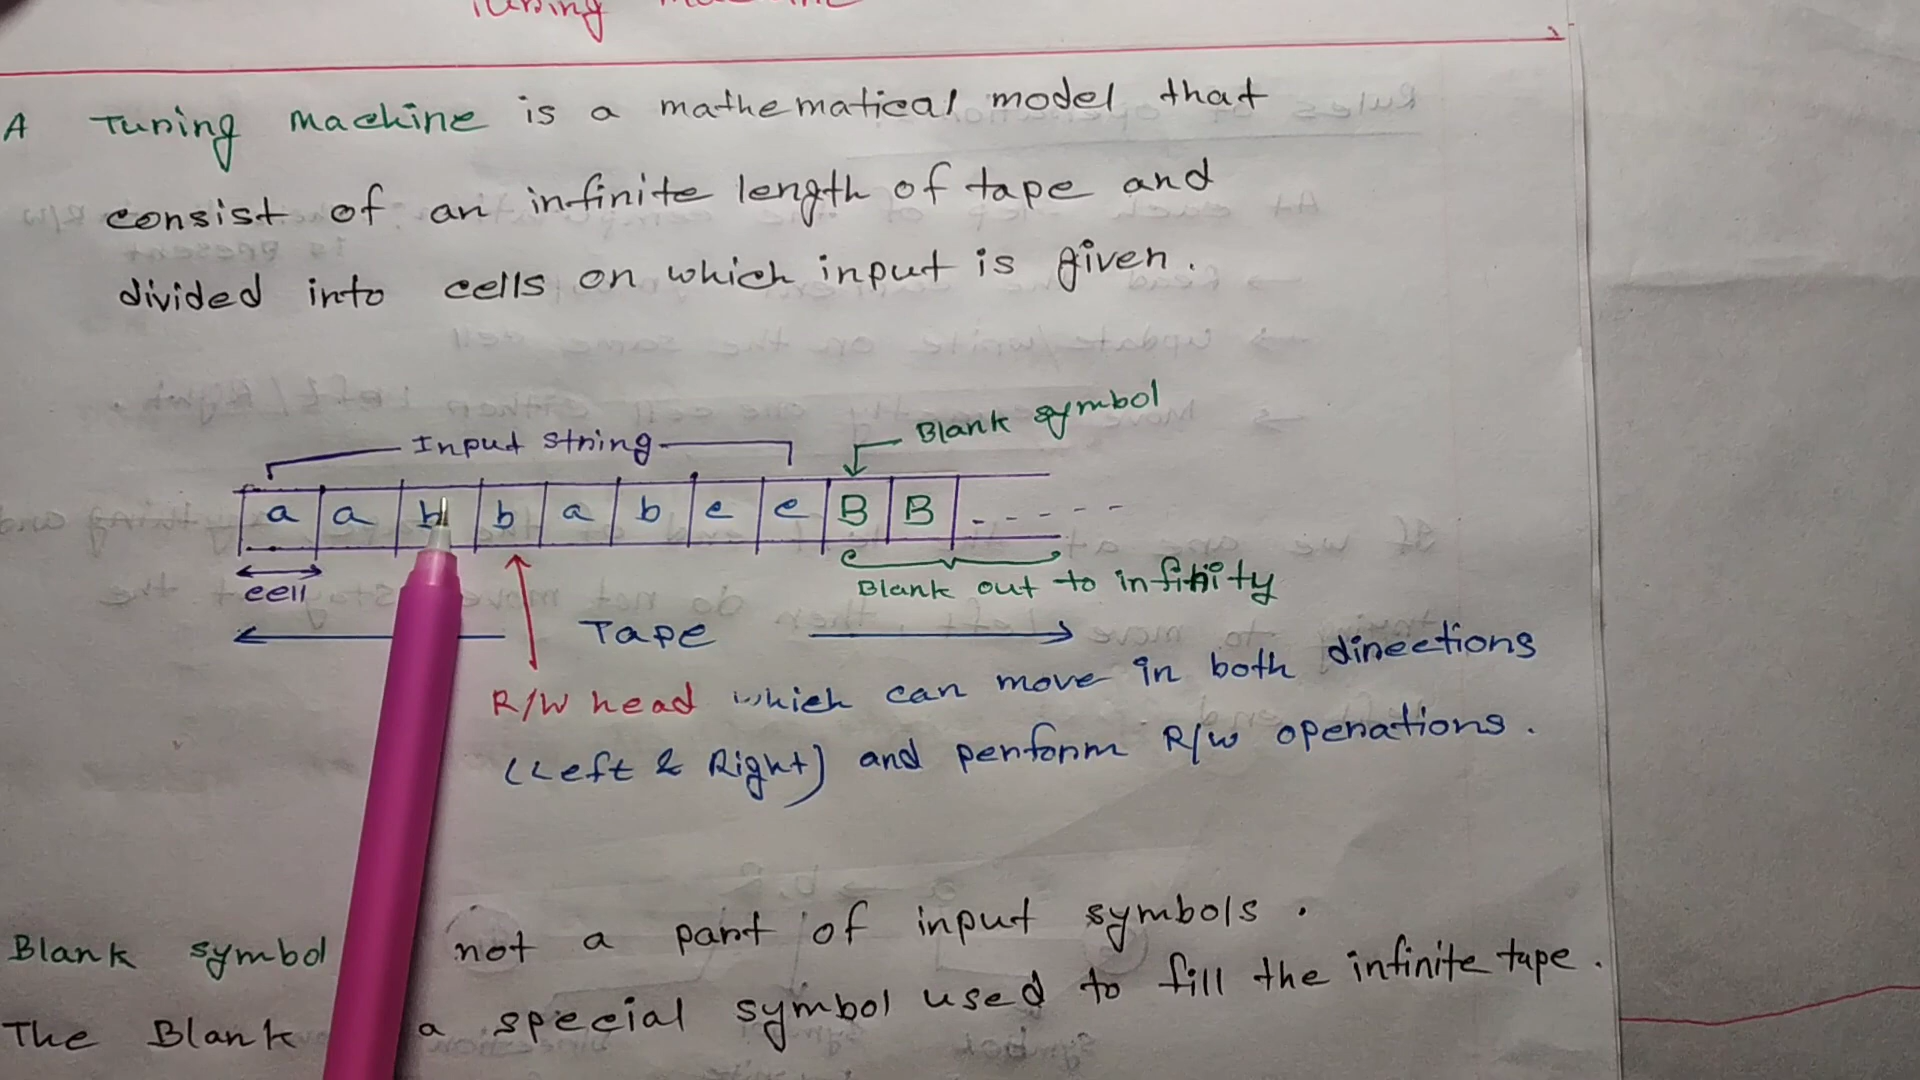 Turing machine
A Turing machine is a mathematical model that
consist of an infinite length of tape and
divided into cells on which input is given.
Input string
Blank symbol
a a b b a b c c B B - - - - -
cell
Blank out to infinity
Tape
R/W head which can move in both directions
(Left & Right) and perform R/W operations.
Blank symbol not a part of input symbols.
The Blank a special symbol used to fill the infinite tape.